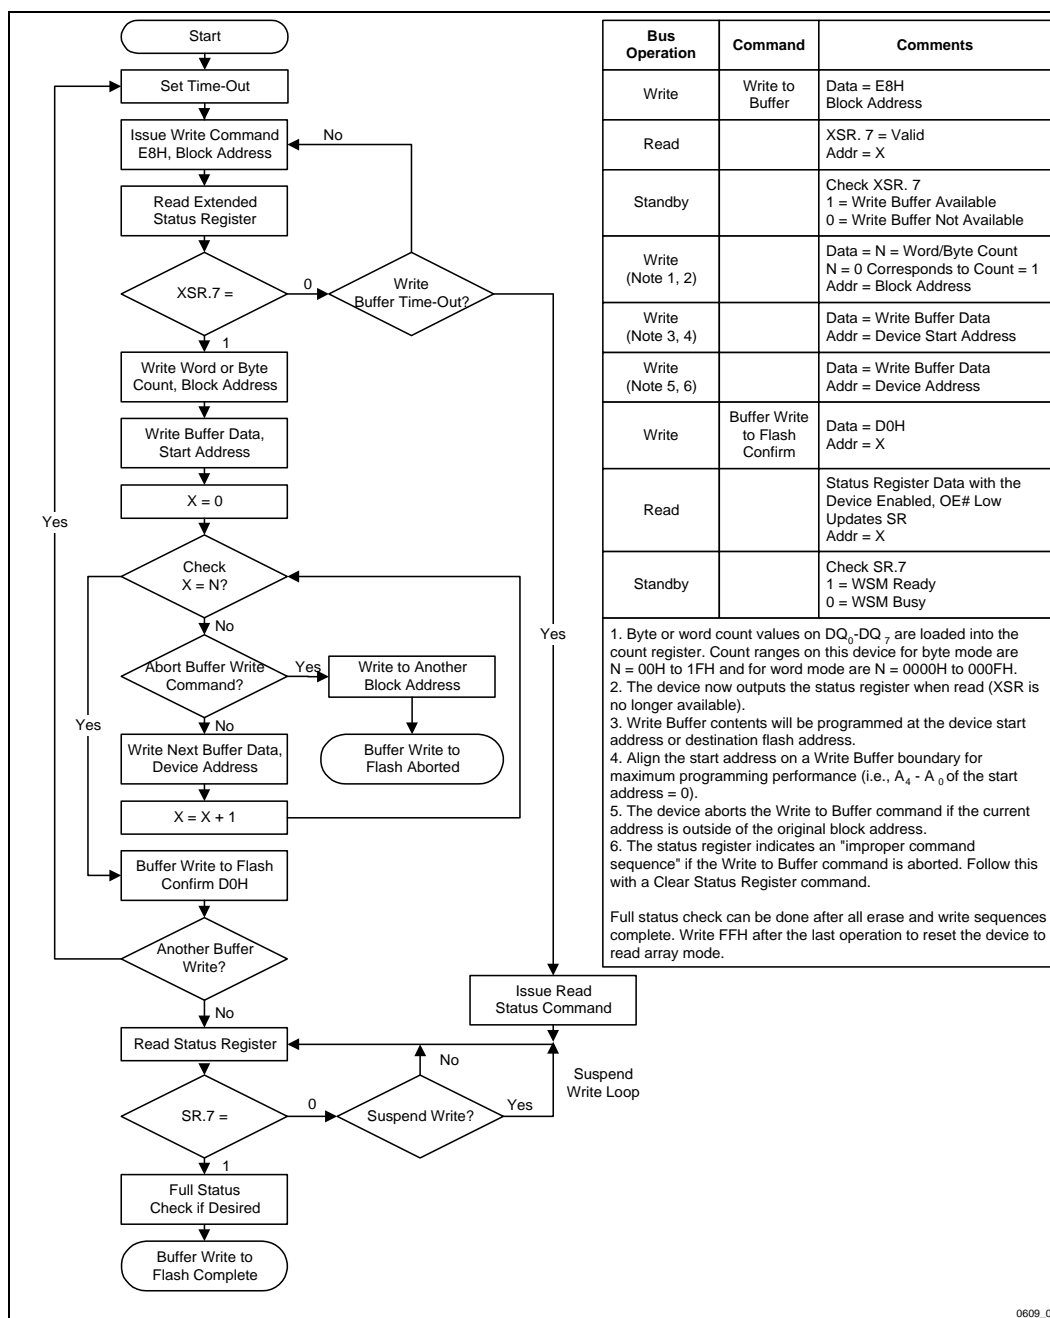 Start
Set Time-Out
Issue Write Command
E8H, Block Address
No
Read Extended
Status Register
XSR.7 =
0
Write
Buffer Time-Out?
1
Write Word or Byte
Count, Block Address
Write Buffer Data,
Start Address
X = 0
Yes
Check
X = N?
No
Yes
Abort Buffer Write
Command?
Yes
Write to Another
Block Address
No
Buffer Write to
Flash Aborted
Yes
Write Next Buffer Data,
Device Address
X = X + 1
Buffer Write to Flash
Confirm D0H
Another Buffer
Write?
No
Issue Read
Status Command
Read Status Register
No
Suspend
Write Loop
SR.7 =
0
Suspend Write?
Yes
1
Full Status
Check if Desired
Buffer Write to
Flash Complete
Bus
Operation
Command
Comments
Write
Write to
Buffer
Data = E8H
Block Address
Read
XSR. 7 = Valid
Addr = X
Standby
Check XSR. 7
1 = Write Buffer Available
0 = Write Buffer Not Available
Write
(Note 1, 2)
Data = N = Word/Byte Count
N = 0 Corresponds to Count = 1
Addr = Block Address
Write
(Note 3, 4)
Data = Write Buffer Data
Addr = Device Start Address
Write
(Note 5, 6)
Data = Write Buffer Data
Addr = Device Address
Write
Buffer Write
to Flash
Confirm
Data = D0H
Addr = X
Read
Status Register Data with the
Device Enabled, OE# Low
Updates SR
Addr = X
Standby
Check SR.7
1 = WSM Ready
0 = WSM Busy
1. Byte or word count values on DQ0-DQ 7 are loaded into the
count register. Count ranges on this device for byte mode are
N = 00H to 1FH and for word mode are N = 0000H to 000FH.
2. The device now outputs the status register when read (XSR is
no longer available).
3. Write Buffer contents will be programmed at the device start
address or destination flash address.
4. Align the start address on a Write Buffer boundary for
maximum programming performance (i.e., A4 - A 0 of the start
address = 0).
5. The device aborts the Write to Buffer command if the current
address is outside of the original block address.
6. The status register indicates an "improper command
sequence" if the Write to Buffer command is aborted. Follow this
with a Clear Status Register command.
Full status check can be done after all erase and write sequences
complete. Write FFH after the last operation to reset the device to
read array mode.